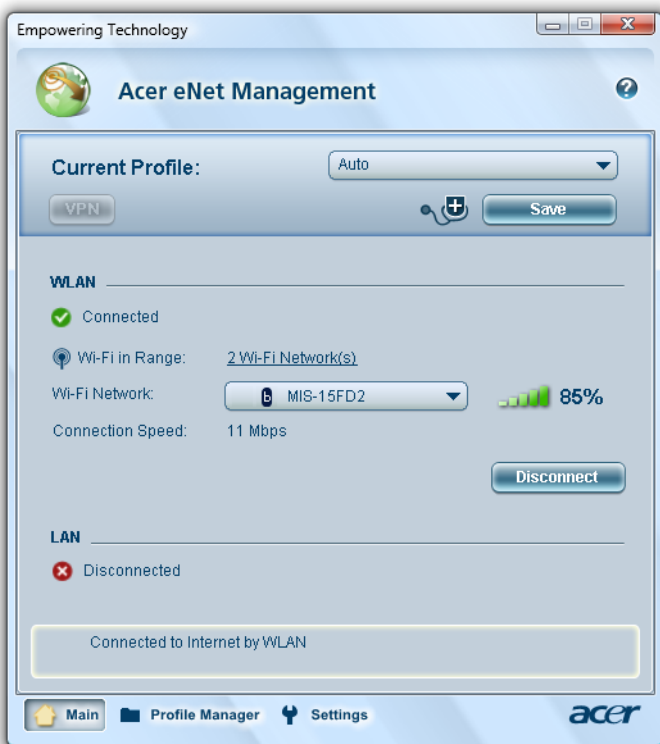 Empowering Technology
Acer eNet Management
Current Profile: Auto
VPN Save
WLAN
Connected
Wi-Fi in Range: 2 Wi-Fi Network(s)
Wi-Fi Network: b MIS-15FD2 85%
Connection Speed: 11 Mbps
Disconnect
LAN
Disconnected
Connected to Internet by WLAN
Main Profile Manager Settings acer